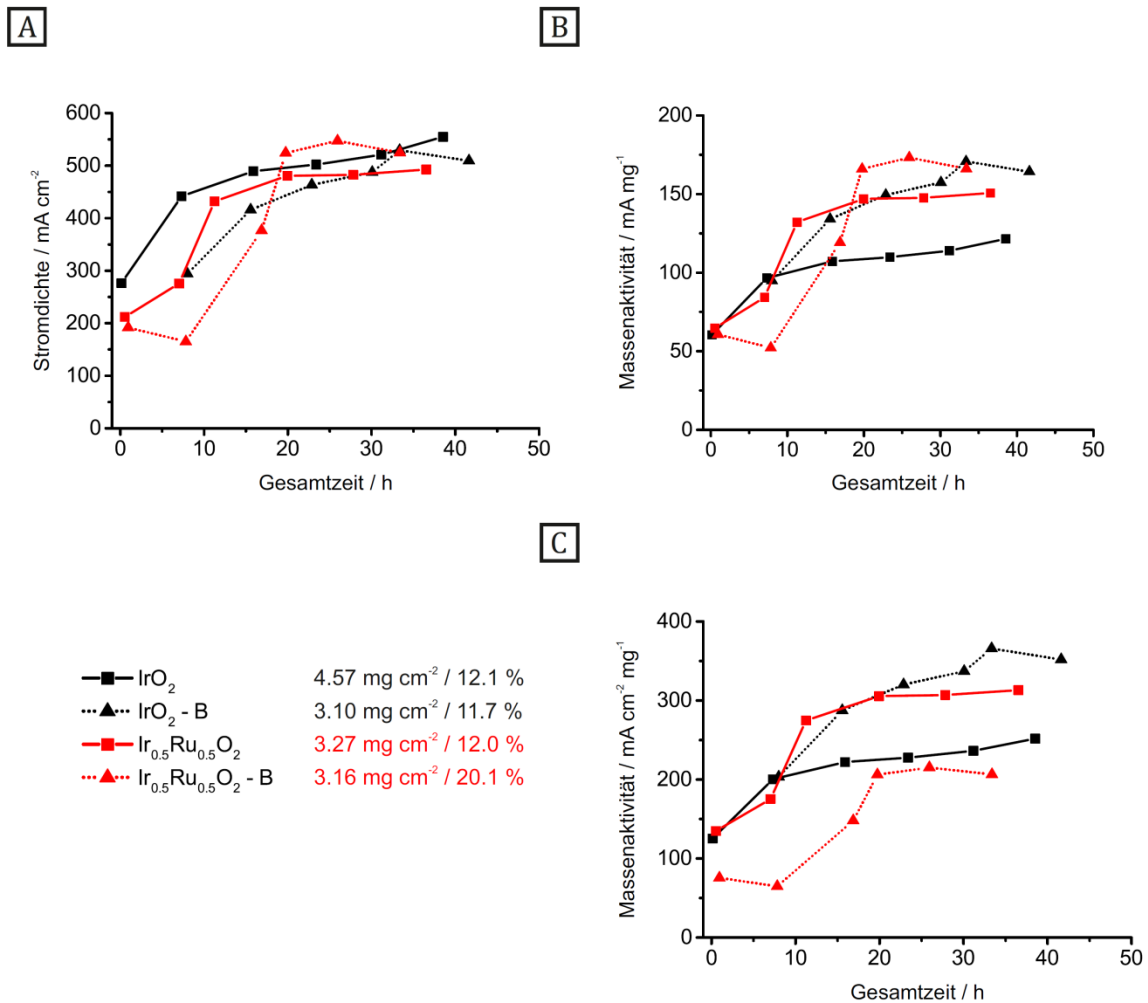 A
B
600
500
400
300
200
100
0
Stromdichte / mA cm⁻²
0 10 20 30 40 50
Gesamtzeit / h
200
150
100
50
0
Massenaktivität / mA mg⁻¹
0 10 20 30 40 50
Gesamtzeit / h
C
IrO₂ 4.57 mg cm⁻² / 12.1 %
IrO₂ - B 3.10 mg cm⁻² / 11.7 %
Ir₀.₅Ru₀.₅O₂ 3.27 mg cm⁻² / 12.0 %
Ir₀.₅Ru₀.₅O₂ - B 3.16 mg cm⁻² / 20.1 %
400
300
200
100
0
Massenaktivität / mA cm⁻² mg⁻¹
0 10 20 30 40 50
Gesamtzeit / h